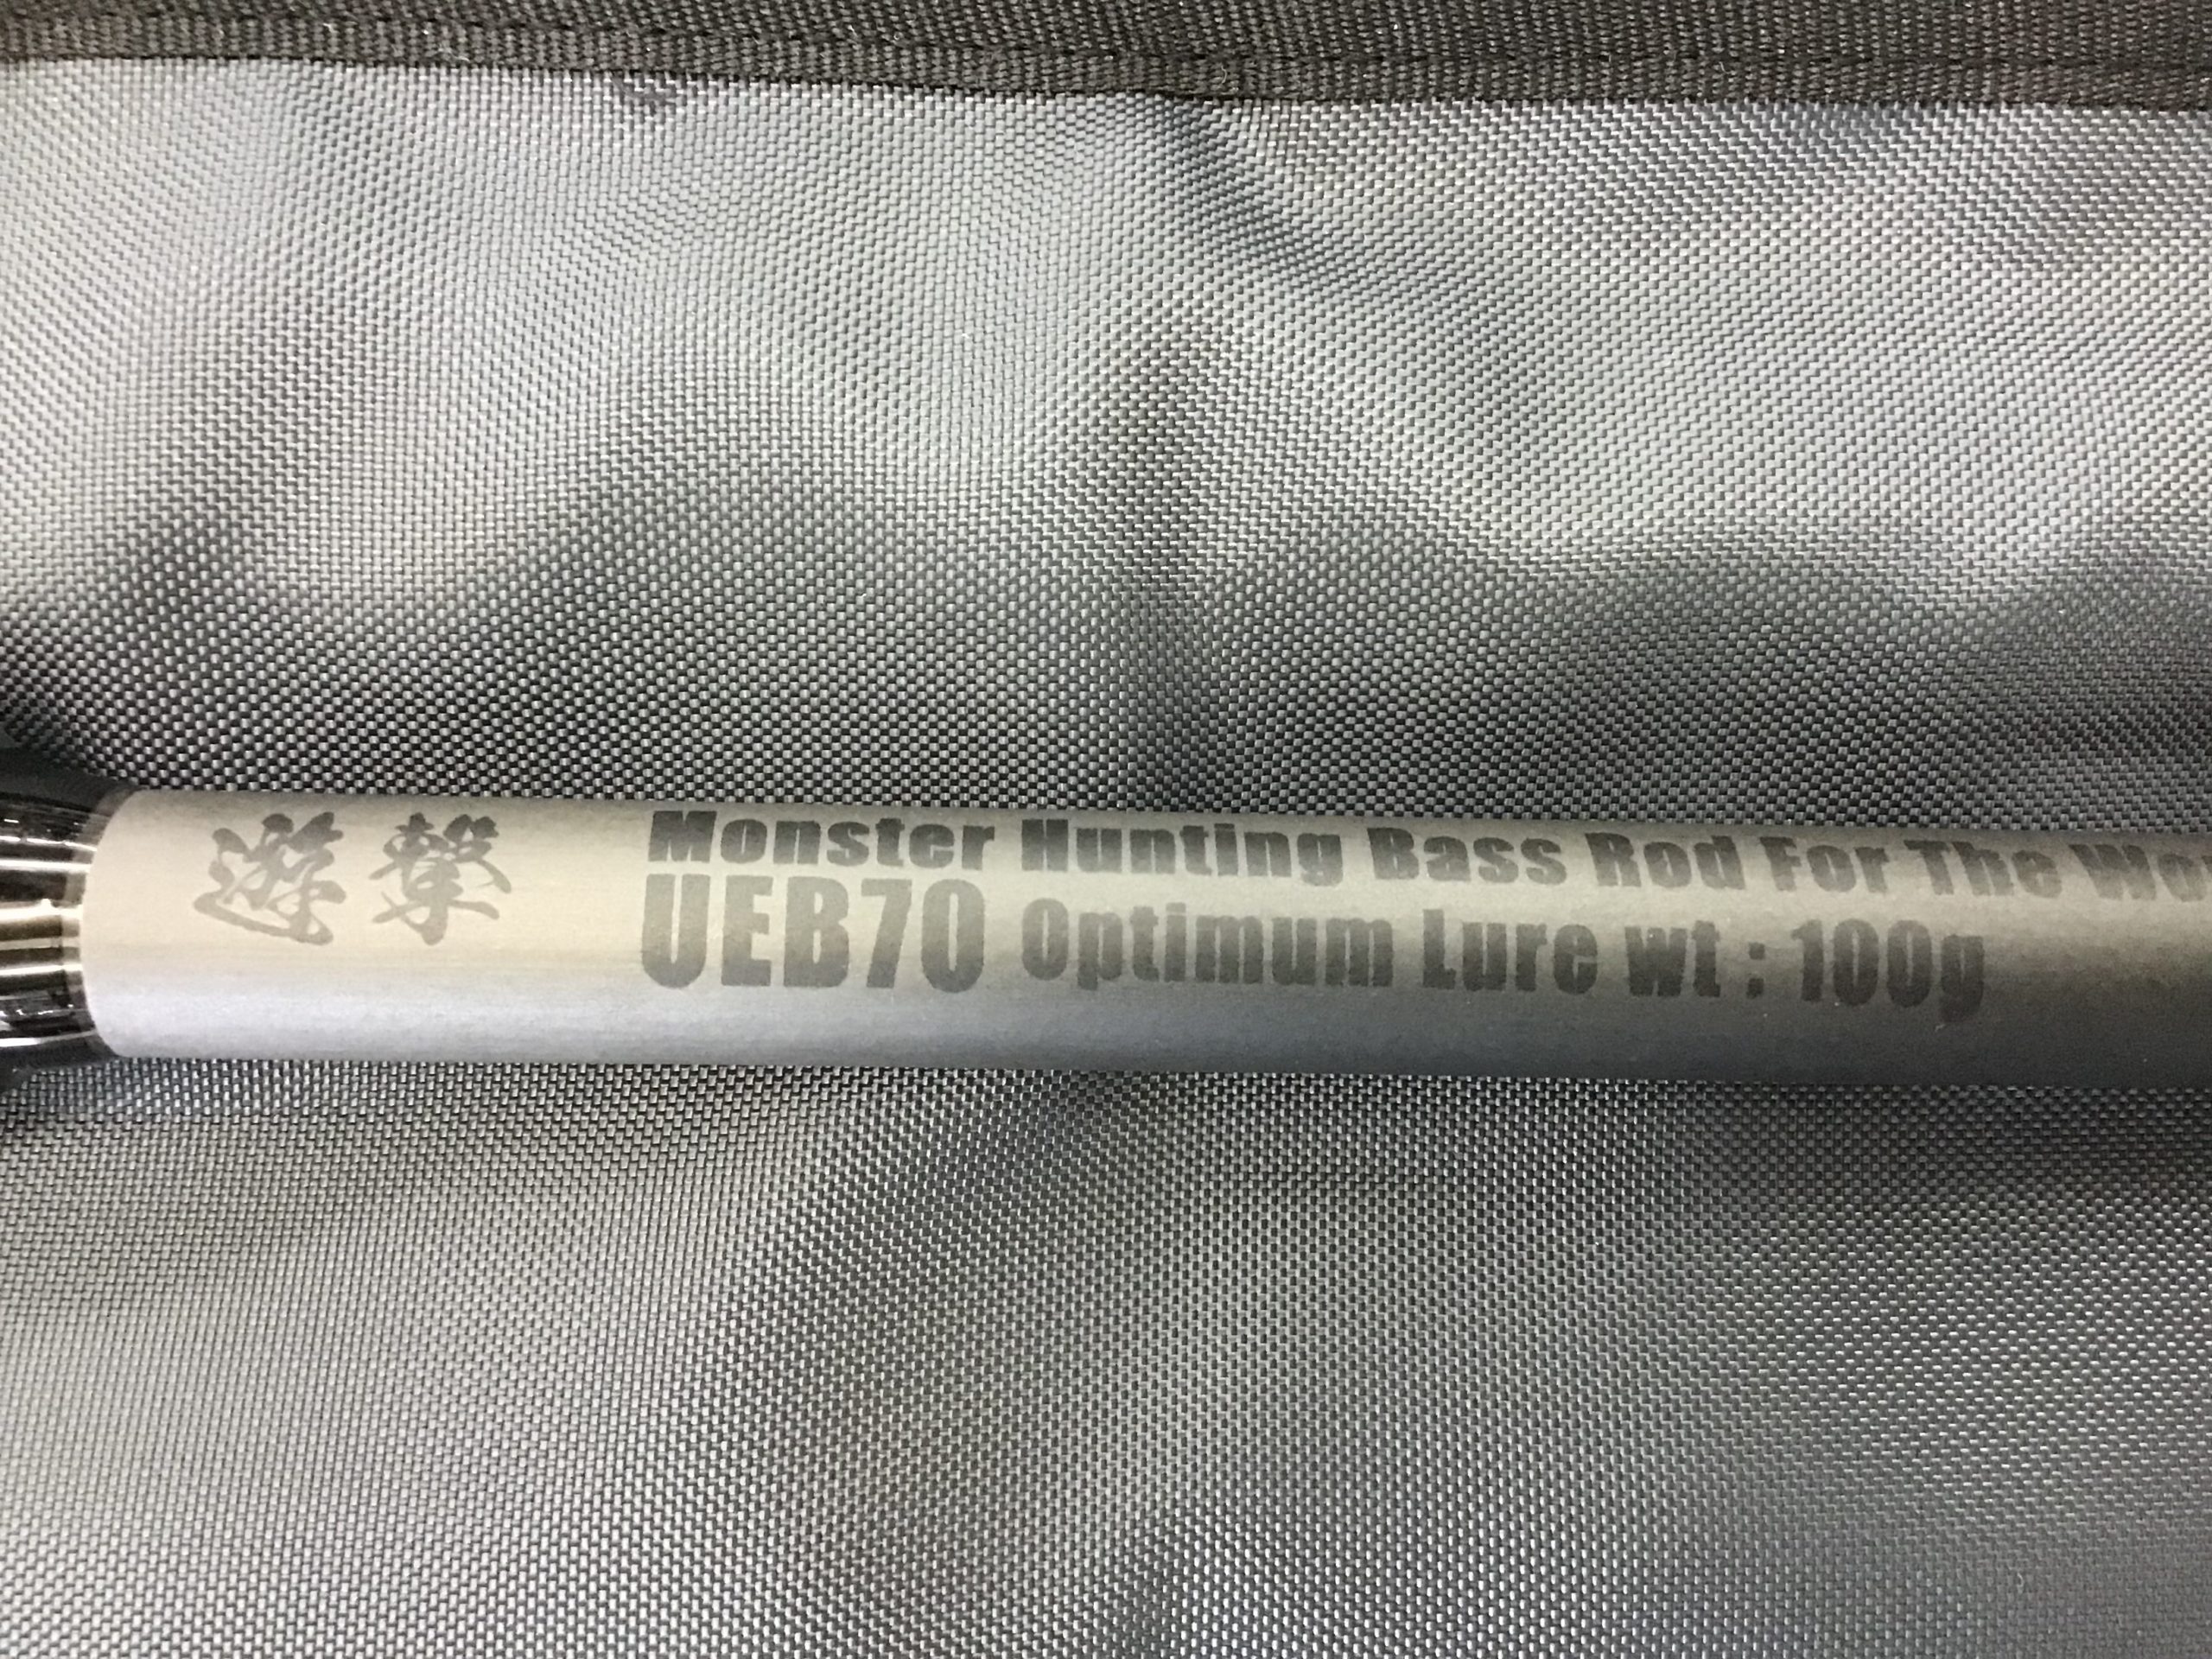 遊撃
Monster Hunting Bass Rod For The
UEB70 Optimum Lure wt : 100g